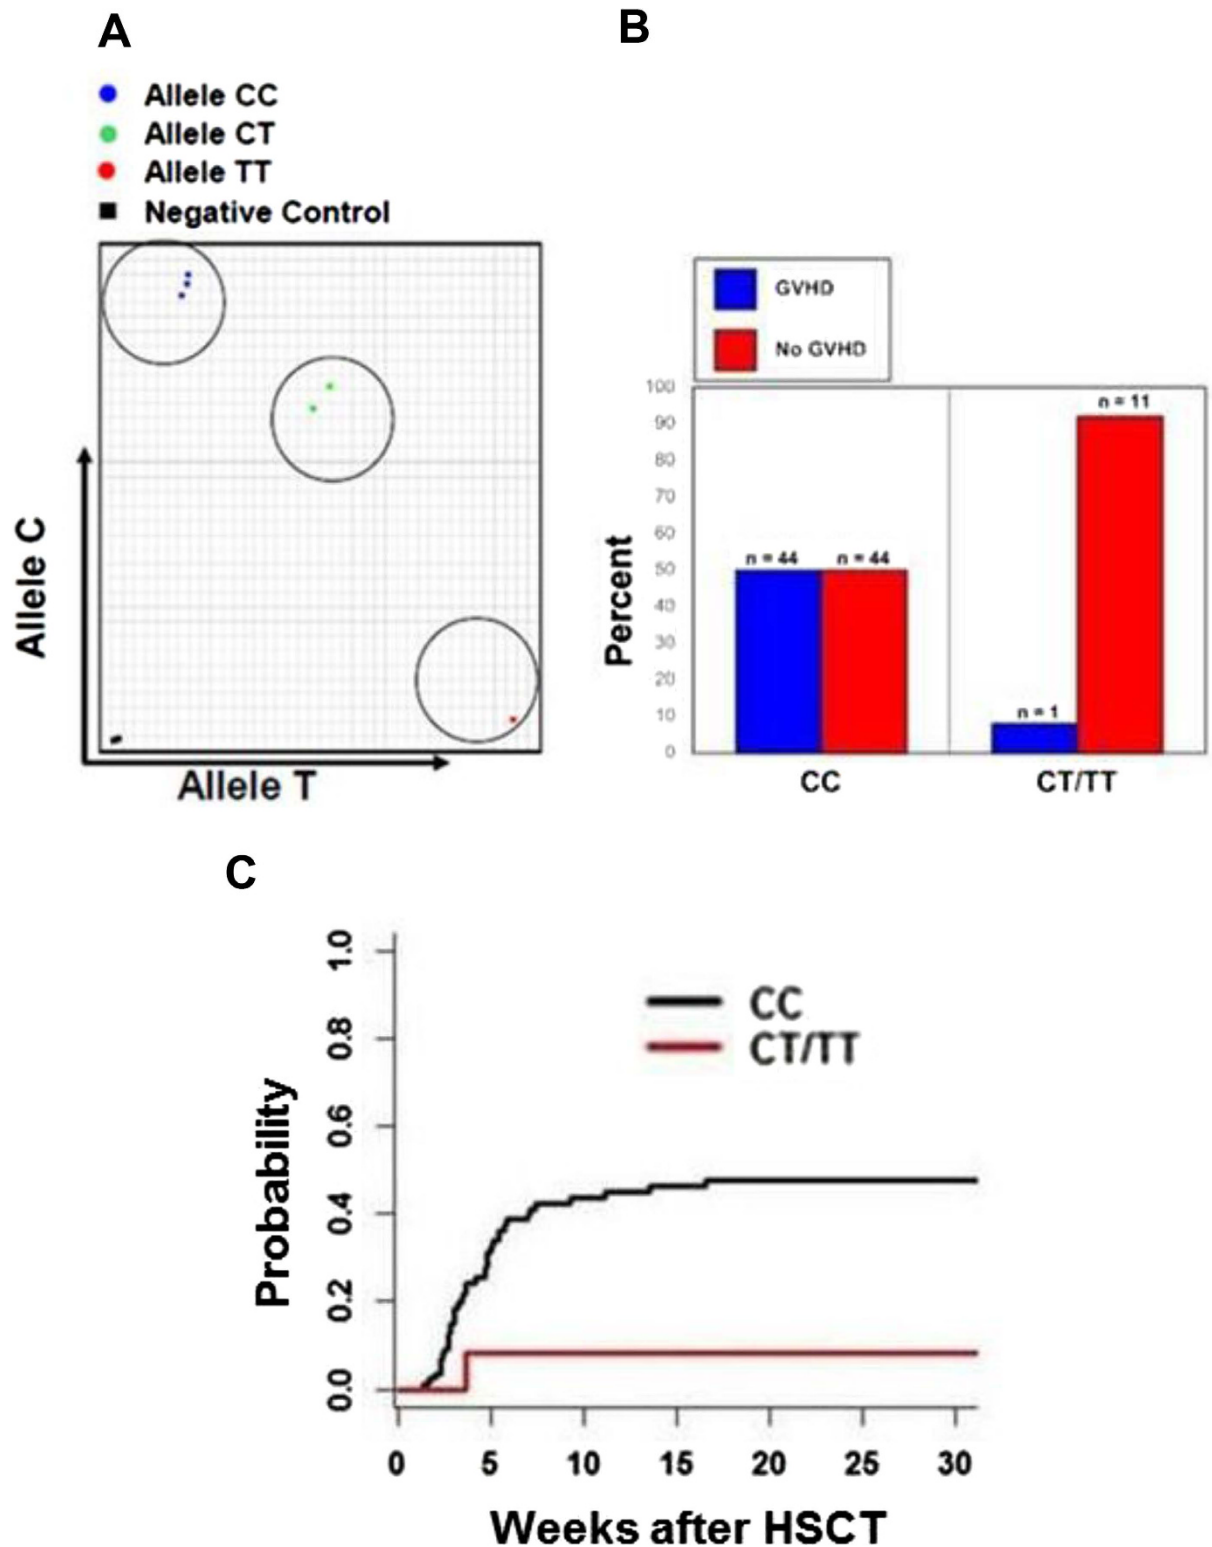 A
Allele CC
Allele CT
Allele TT
Negative Control
Allele C
Allele T
B
GVHD
No GVHD
Percent
100
90
80
70
60
50
40
30
20
10
0
n = 44
n = 44
n = 1
n = 11
CC
CT/TT
C
CC
CT/TT
Probability
1.0
0.8
0.6
0.4
0.2
0.0
0
5
10
15
20
25
30
Weeks after HSCT